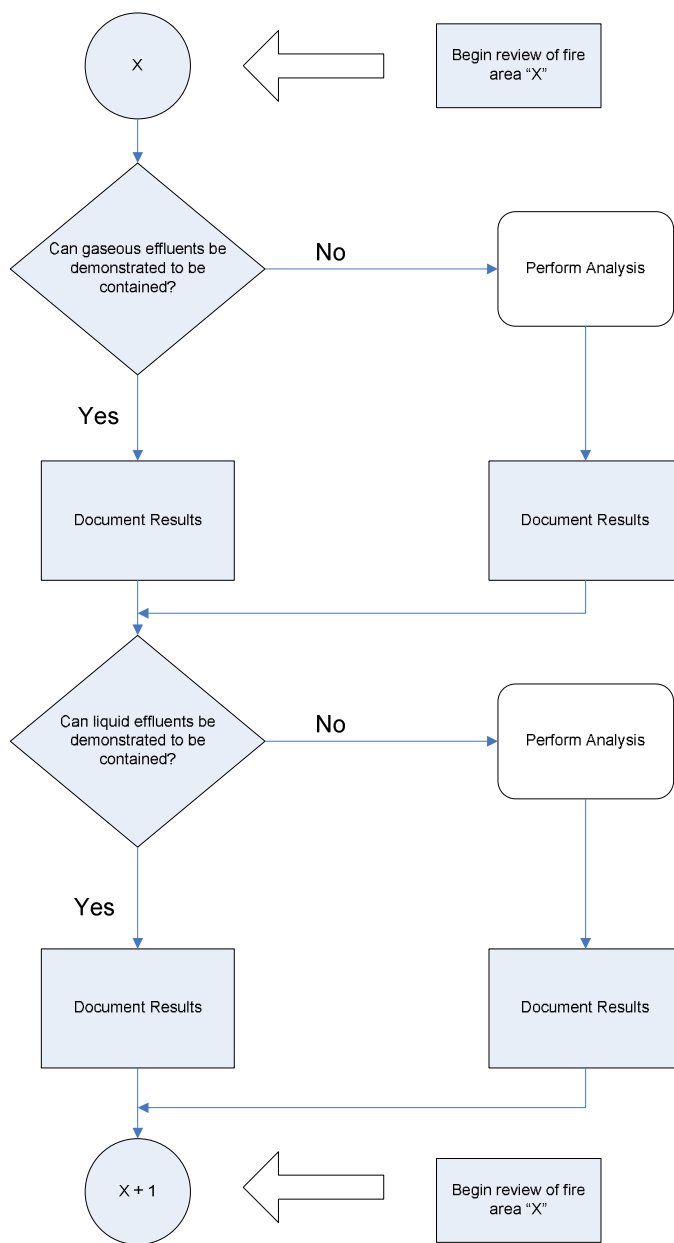 X
Begin review of fire
area “X”
Can gaseous effluents be
demonstrated to be
contained?
No
Perform Analysis
Yes
Document Results
Document Results
Can liquid effluents be
demonstrated to be
contained?
No
Perform Analysis
Yes
Document Results
Document Results
X + 1
Begin review of fire
area “X”